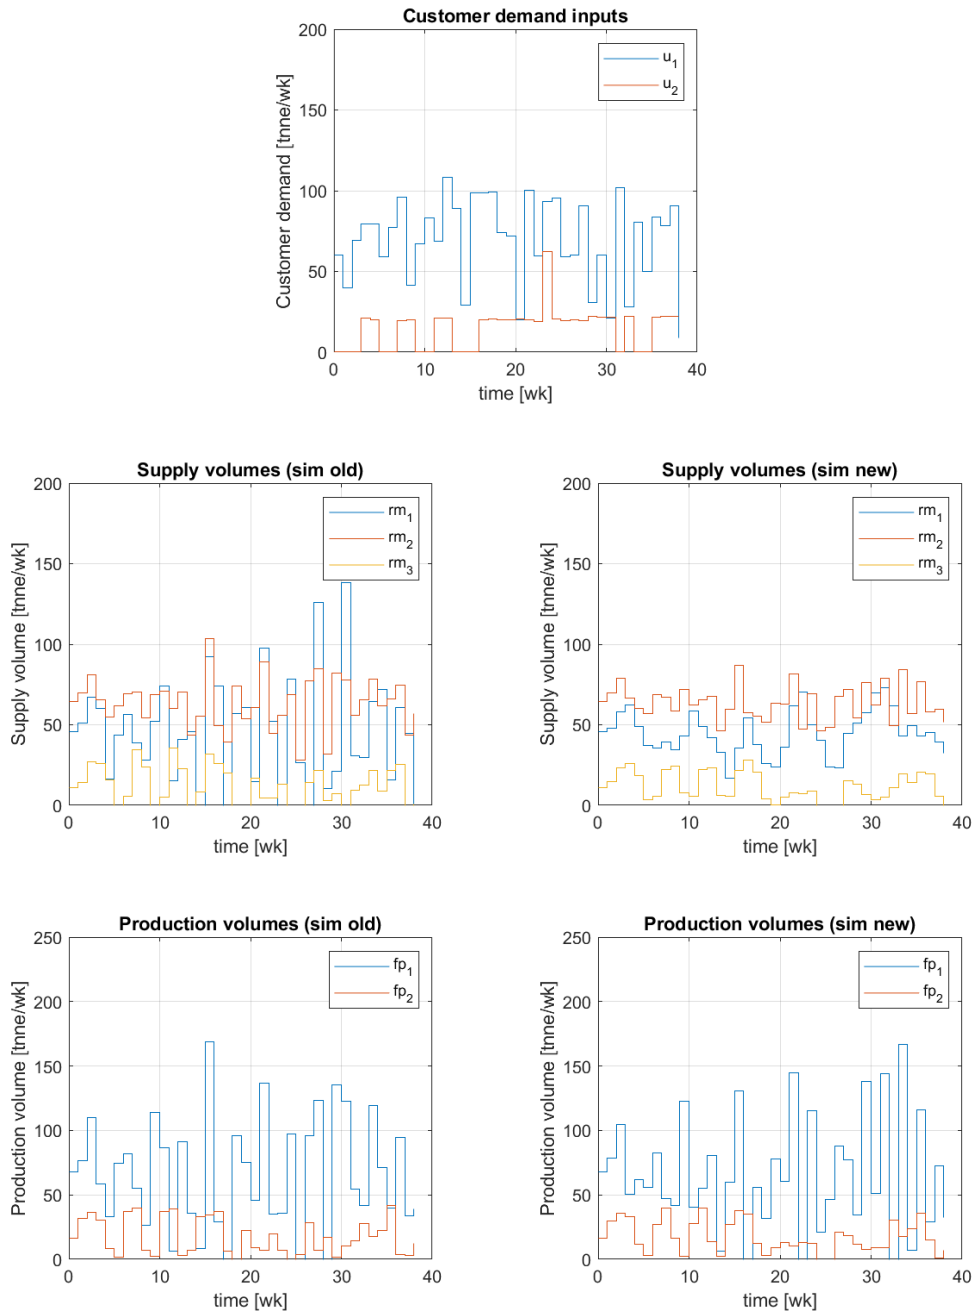 Customer demand inputs
200
150
100
50
0
Customer demand [tnne/wk]
u1
u2
0 10 20 30 40
time [wk]
Supply volumes (sim old)
200
150
100
50
0
Supply volume [tnne/wk]
rm1
rm2
rm3
0 10 20 30 40
time [wk]
Supply volumes (sim new)
200
150
100
50
0
Supply volume [tnne/wk]
rm1
rm2
rm3
0 10 20 30 40
time [wk]
Production volumes (sim old)
250
200
150
100
50
0
Production volume [tnne/wk]
fp1
fp2
0 10 20 30 40
time [wk]
Production volumes (sim new)
250
200
150
100
50
0
Production volume [tnne/wk]
fp1
fp2
0 10 20 30 40
time [wk]